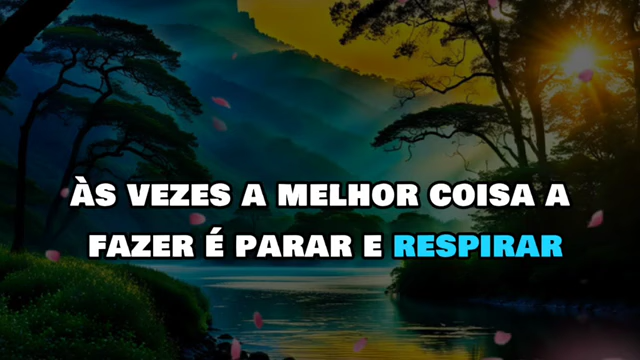 ÀS VEZES A MELHOR COISA A
FAZER É PARAR E RESPIRAR